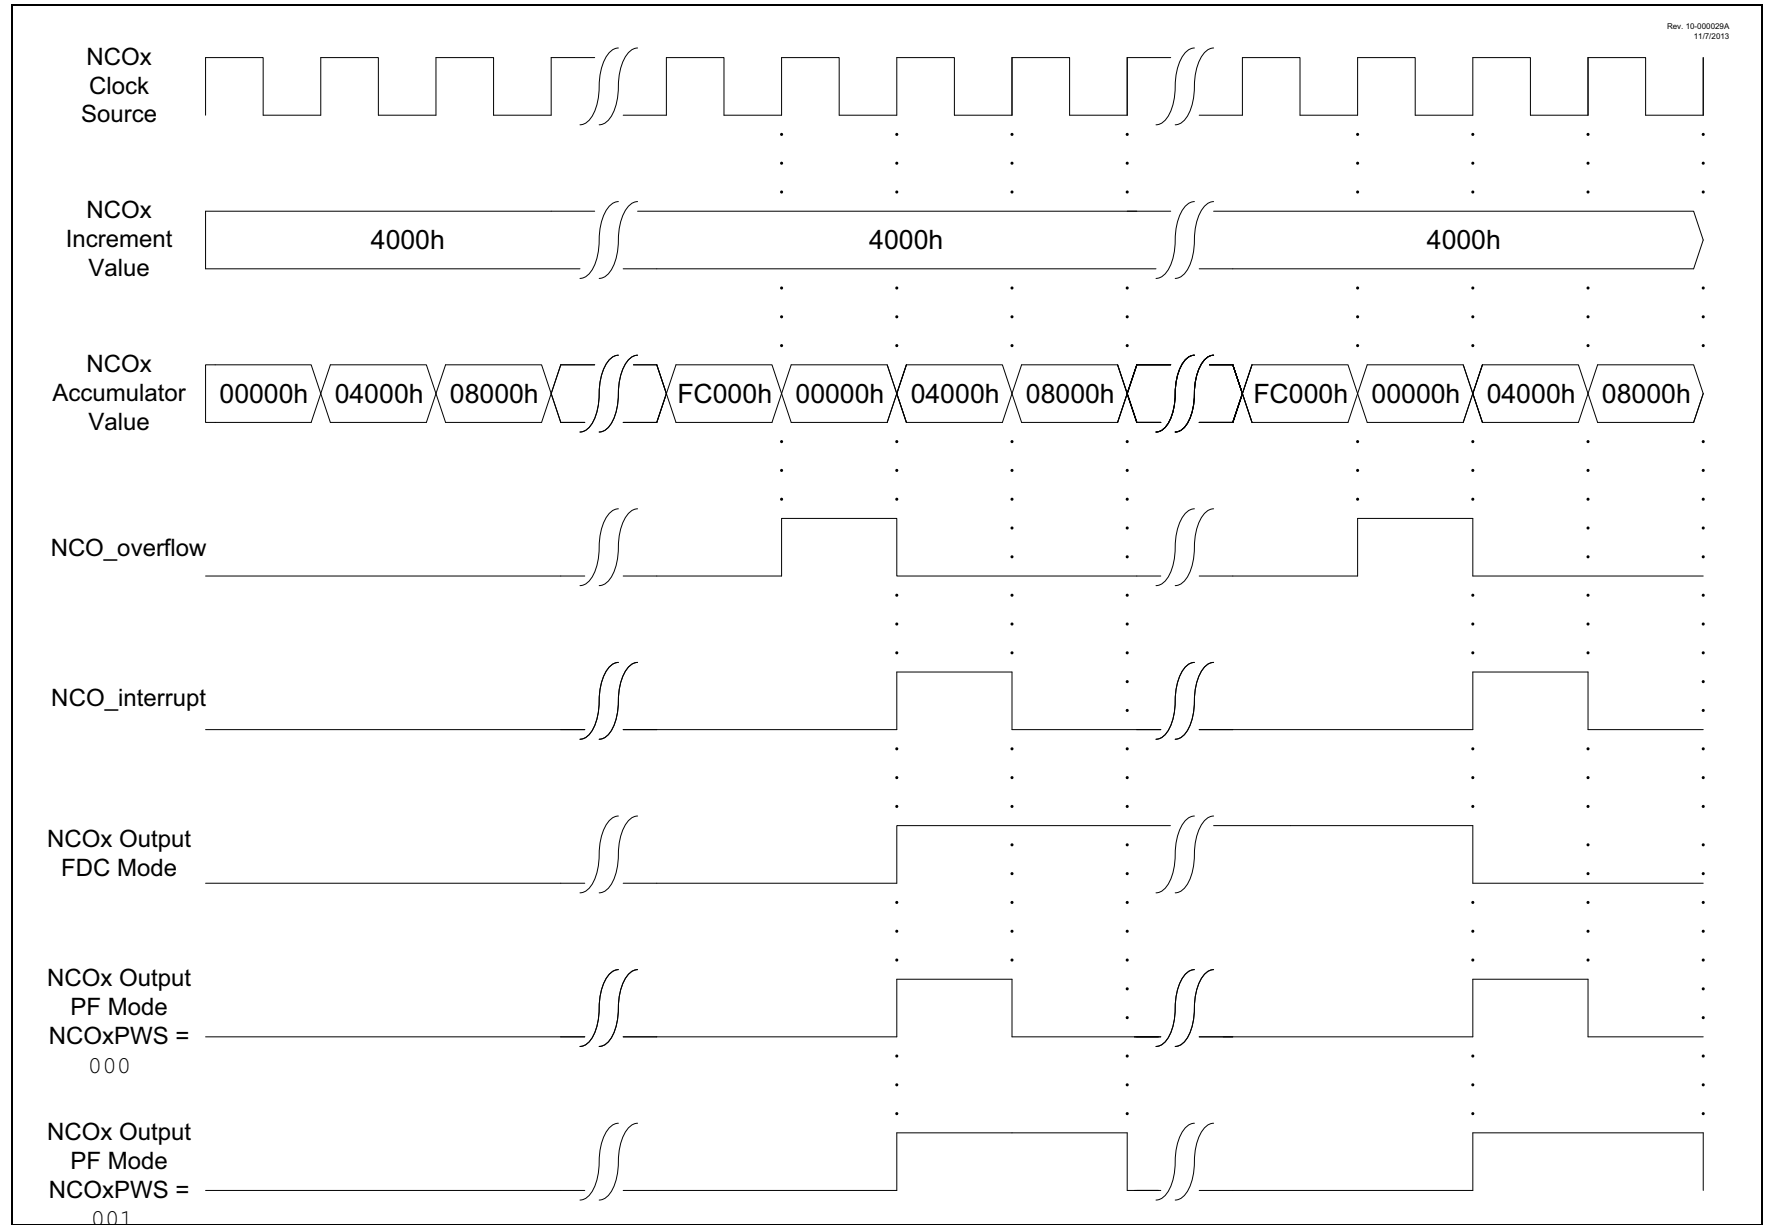 Rev. 10-000029A
11/7/2013
NCOx
Clock
Source
NCOx
Increment
Value
4000h
4000h
4000h
NCOx
Accumulator
Value
00000h 04000h 08000h FC000h 00000h 04000h 08000h FC000h 00000h 04000h 08000h
NCO_overflow
NCO_interrupt
NCOx Output
FDC Mode
NCOx Output
PF Mode
NCOxPWS =
000
NCOx Output
PF Mode
NCOxPWS =
001